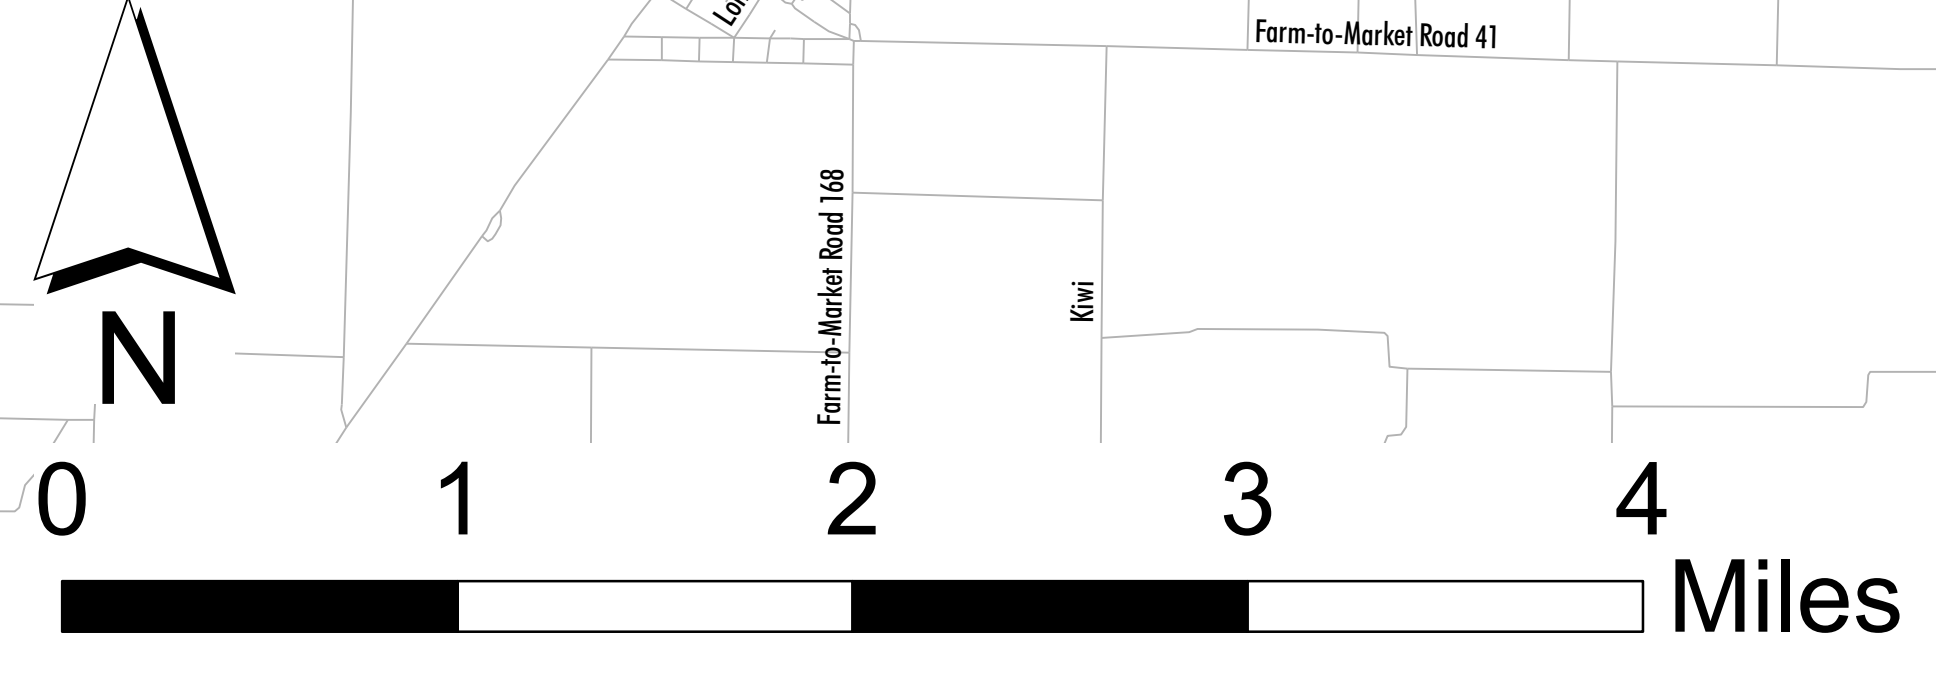 Farm-to-Market Road 41
Farm-to-Market Road 168
Kiwi
N
0 1 2 3 4
Miles